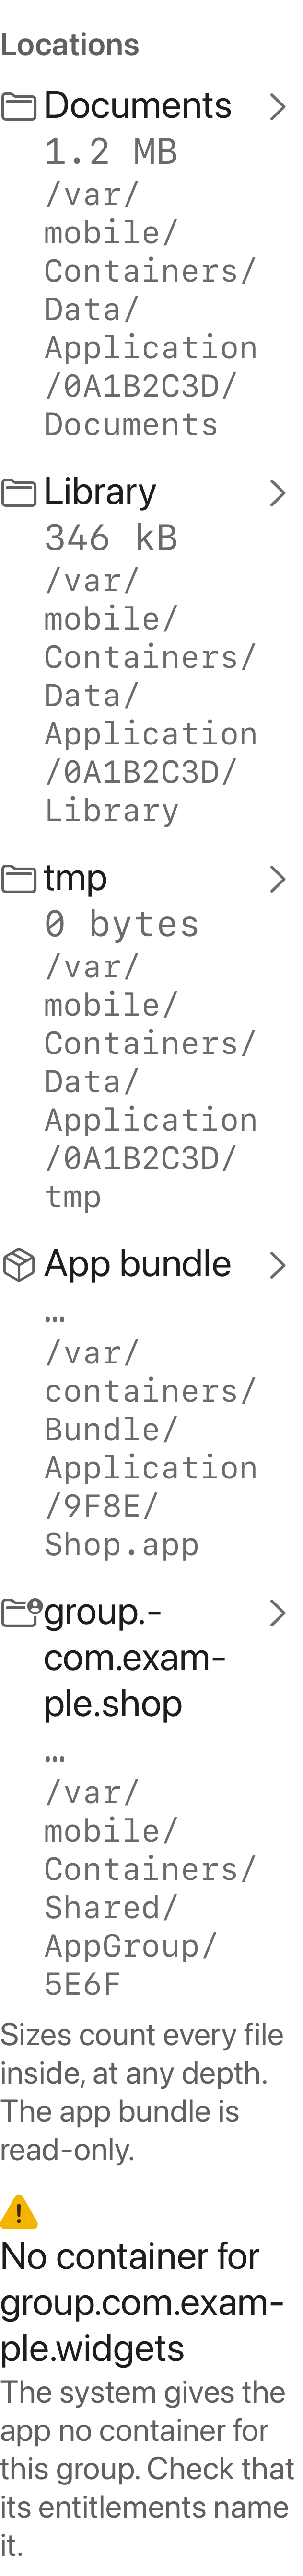 Locations
Documents
1.2 MB
/var/
mobile/
Containers/
Data/
Application
/0A1B2C3D/
Documents
Library
346 kB
/var/
mobile/
Containers/
Data/
Application
/0A1B2C3D/
Library
tmp
0 bytes
/var/
mobile/
Containers/
Data/
Application
/0A1B2C3D/
tmp
App bundle
…
/var/
containers/
Bundle/
Application
/9F8E/
Shop.app
group.-
com.exam-
ple.shop
…
/var/
mobile/
Containers/
Shared/
AppGroup/
5E6F
Sizes count every file
inside, at any depth.
The app bundle is
read-only.
No container for
group.com.exam-
ple.widgets
The system gives the
app no container for
this group. Check that
its entitlements name
it.